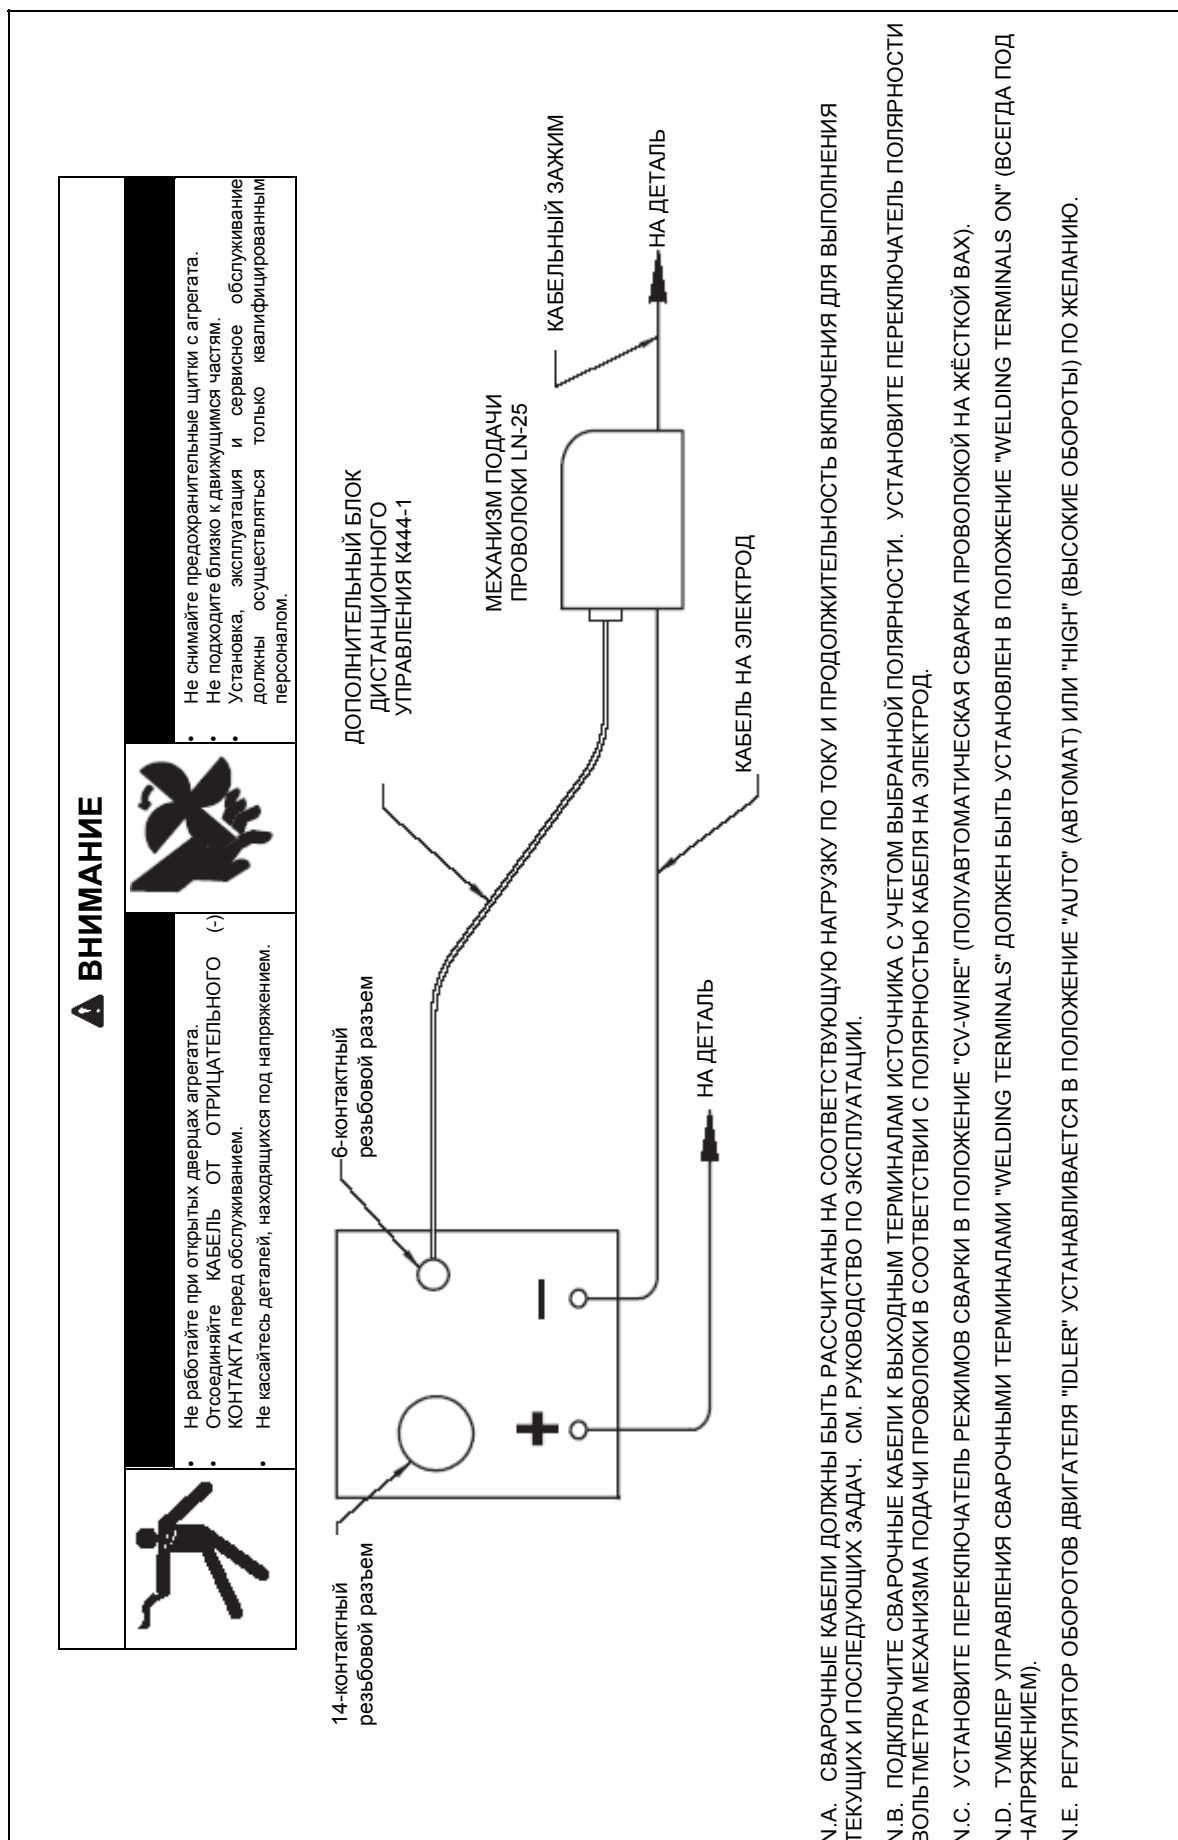 ВНИМАНИЕ
• Не работайте при открытых дверцах агрегата.
• Отсоединяйте КАБЕЛЬ ОТ ОТРИЦАТЕЛЬНОГО (-)
КОНТАКТА перед обслуживанием.
• Не касайтесь деталей, находящихся под напряжением.
• Не снимайте предохранительные щитки с агрегата.
• Не подходите близко к движущимся частям.
• Установка, эксплуатация и сервисное обслуживание
должны осуществляться только квалифицированным
персоналом.
14-контактный
резьбовой разъем
6-контактный
резьбовой разъем
ДОПОЛНИТЕЛЬНЫЙ БЛОК
ДИСТАНЦИОННОГО
УПРАВЛЕНИЯ К444-1
МЕХАНИЗМ ПОДАЧИ
ПРОВОЛОКИ LN-25
КАБЕЛЬНЫЙ ЗАЖИМ
НА ДЕТАЛЬ
+
–
НА ДЕТАЛЬ
КАБЕЛЬ НА ЭЛЕКТРОД
N.A. СВАРОЧНЫЕ КАБЕЛИ ДОЛЖНЫ БЫТЬ РАССЧИТАНЫ НА СООТВЕТСТВУЮЩУЮ НАГРУЗКУ ПО ТОКУ И ПРОДОЛЖИТЕЛЬНОСТЬ ВКЛЮЧЕНИЯ ДЛЯ ВЫПОЛНЕНИЯ
ТЕКУЩИХ И ПОСЛЕДУЮЩИХ ЗАДАЧ. СМ. РУКОВОДСТВО ПО ЭКСПЛУАТАЦИИ.
N.B. ПОДКЛЮЧИТЕ СВАРОЧНЫЕ КАБЕЛИ К ВЫХОДНЫМ ТЕРМИНАЛАМ ИСТОЧНИКА С УЧЕТОМ ВЫБРАННОЙ ПОЛЯРНОСТИ. УСТАНОВИТЕ ПЕРЕКЛЮЧАТЕЛЬ ПОЛЯРНОСТИ
ВОЛЬТМЕТРА МЕХАНИЗМА ПОДАЧИ ПРОВОЛОКИ В СООТВЕТСТВИИ С ПОЛЯРНОСТЬЮ КАБЕЛЯ НА ЭЛЕКТРОД.
N.C. УСТАНОВИТЕ ПЕРЕКЛЮЧАТЕЛЬ РЕЖИМОВ СВАРКИ В ПОЛОЖЕНИЕ "CV-WIRE" (ПОЛУАВТОМАТИЧЕСКАЯ СВАРКА ПРОВОЛОКОЙ НА ЖЁСТКОЙ ВАХ).
N.D. ТУМБЛЕР УПРАВЛЕНИЯ СВАРОЧНЫМИ ТЕРМИНАЛАМИ "WELDING TERMINALS" ДОЛЖЕН БЫТЬ УСТАНОВЛЕН В ПОЛОЖЕНИЕ "WELDING TERMINALS ON" (ВСЕГДА ПОД
НАПРЯЖЕНИЕМ).
N.E. РЕГУЛЯТОР ОБОРОТОВ ДВИГАТЕЛЯ "IDLER" УСТАНАВЛИВАЕТСЯ В ПОЛОЖЕНИЕ "AUTO" (АВТОМАТ) ИЛИ "HIGH" (ВЫСОКИЕ ОБОРОТЫ) ПО ЖЕЛАНИЮ.